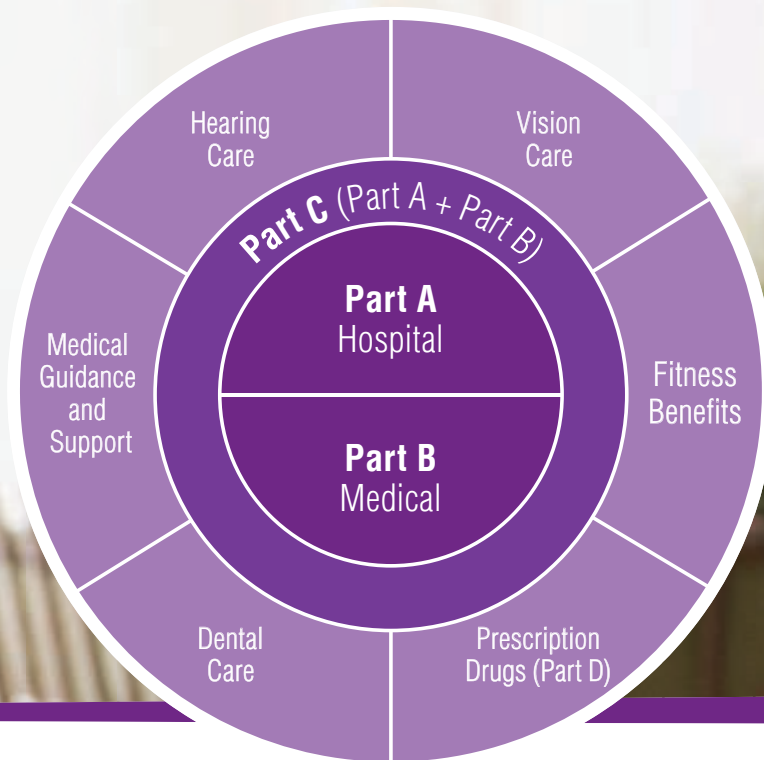 Hearing
Care
Vision
Care
Part C (Part A + Part B)
Part A
Hospital
Medical
Guidance
and
Support
Fitness
Benefits
Part B
Medical
Dental
Care
Prescription
Drugs (Part D)